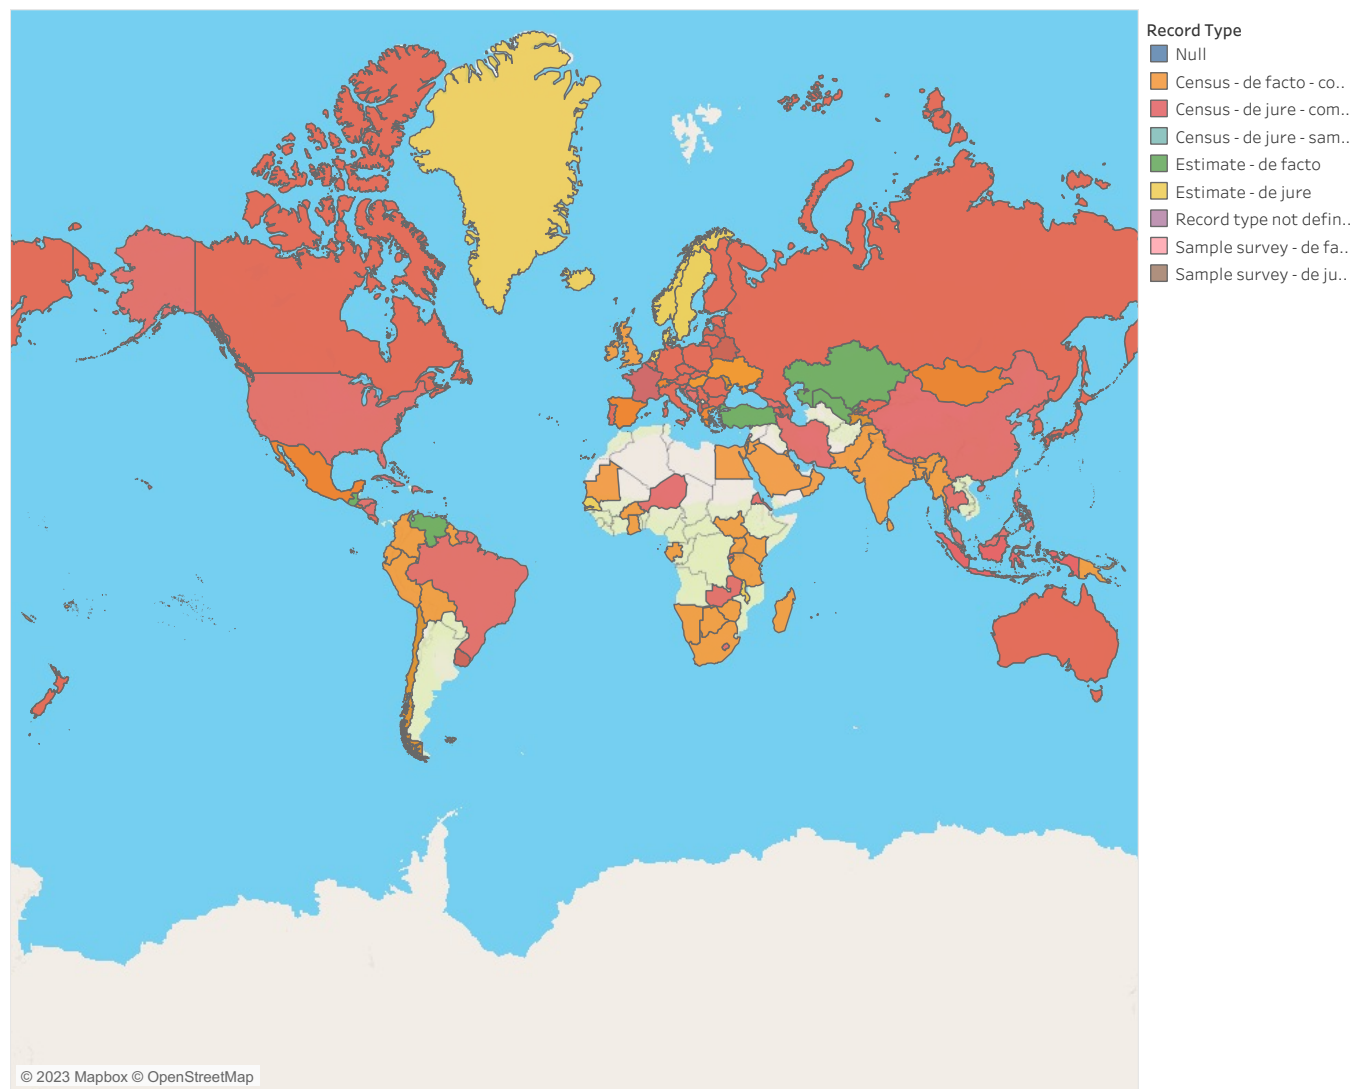 Record Type
Null
Census - de facto - co..
Census - de jure - com..
Census - de jure - sam..
Estimate - de facto
Estimate - de jure
Record type not defin..
Sample survey - de fa..
Sample survey - de ju..
© 2023 Mapbox © OpenStreetMap